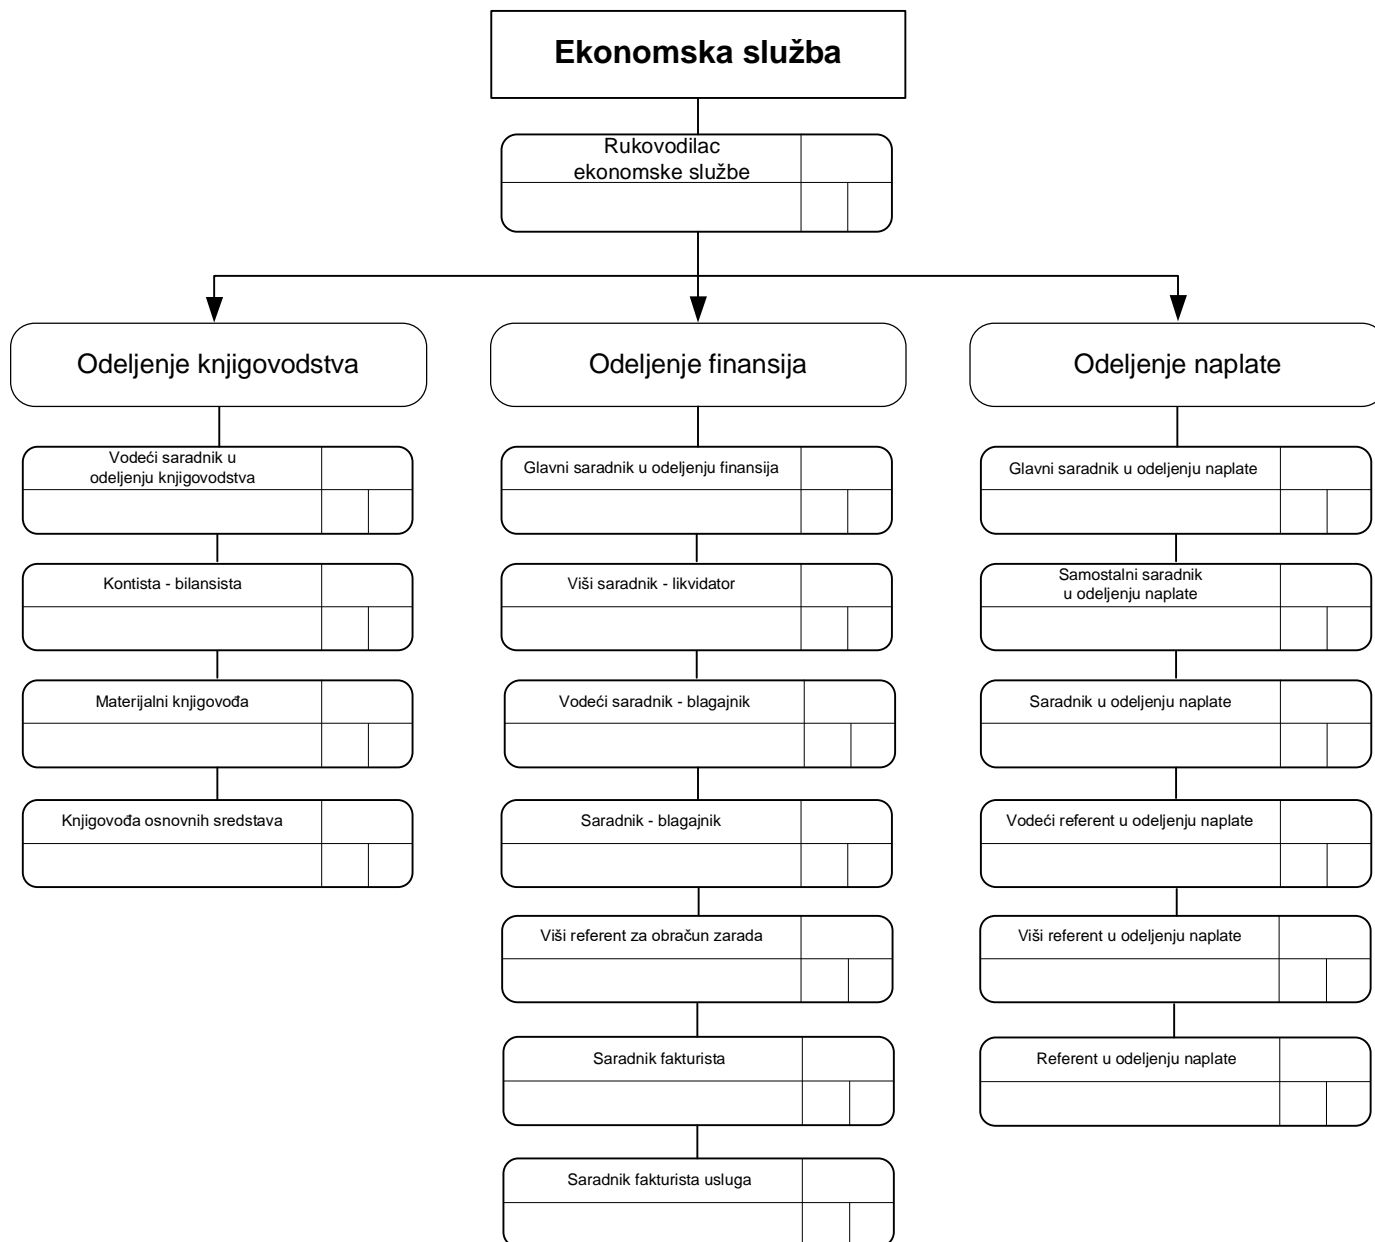 Ekonomska služba
Rukovodilac
ekonomske službe
Odeljenje knjigovodstva
Vodeći saradnik u
odeljenju knjigovodstva
Kontista - bilansista
Materijalni knjigovođa
Knjigovođa osnovnih sredstava
Odeljenje finansija
Glavni saradnik u odeljenju finansija
Viši saradnik - likvidator
Vodeći saradnik - blagajnik
Saradnik - blagajnik
Viši referent za obračun zarada
Saradnik fakturista
Saradnik fakturista usluga
Odeljenje naplate
Glavni saradnik u odeljenju naplate
Samostalni saradnik
u odeljenju naplate
Saradnik u odeljenju naplate
Vodeći referent u odeljenju naplate
Viši referent u odeljenju naplate
Referent u odeljenju naplate